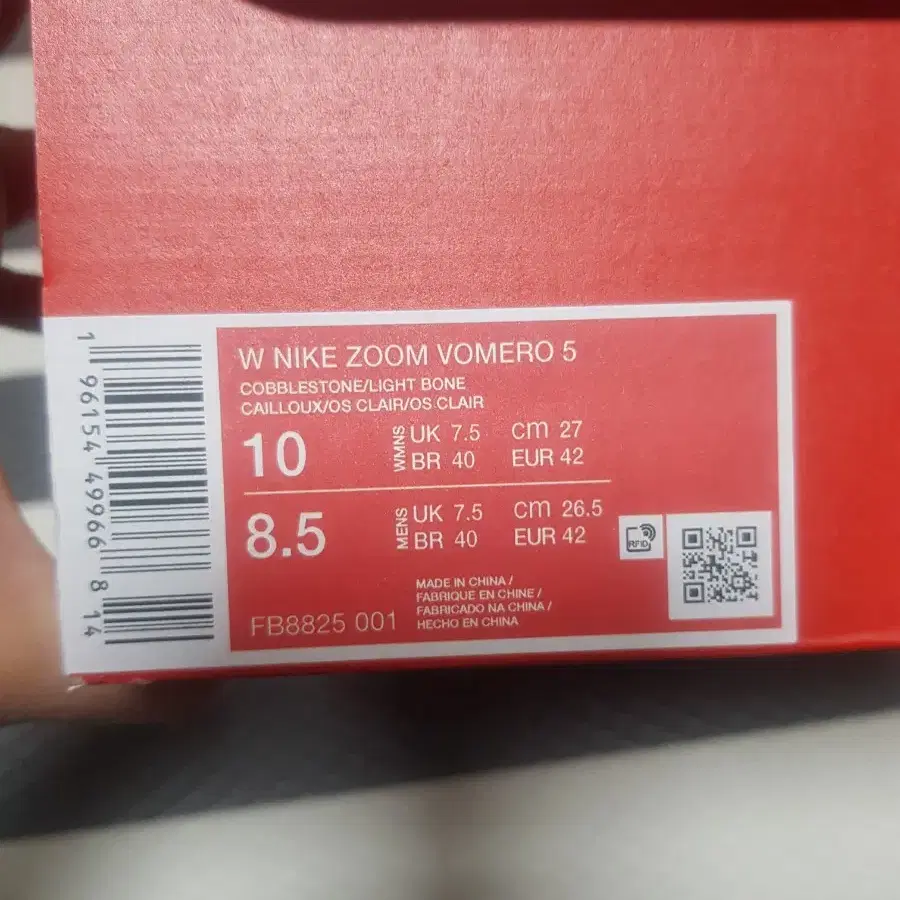 W NIKE ZOOM VOMERO 5
COBBLESTONE/LIGHT BONE
CAILLOUX/OS CLAIR/OS CLAIR
10 WMNS UK 7.5 cm 27
BR 40 EUR 42
8.5 MENS UK 7.5 cm 26.5
BR 40 EUR 42
RFID
MADE IN CHINA /
FABRIQUE EN CHINE /
FABRICADO NA CHINA /
HECHO EN CHINA
FB8825 001
1 96154 49966 8 14